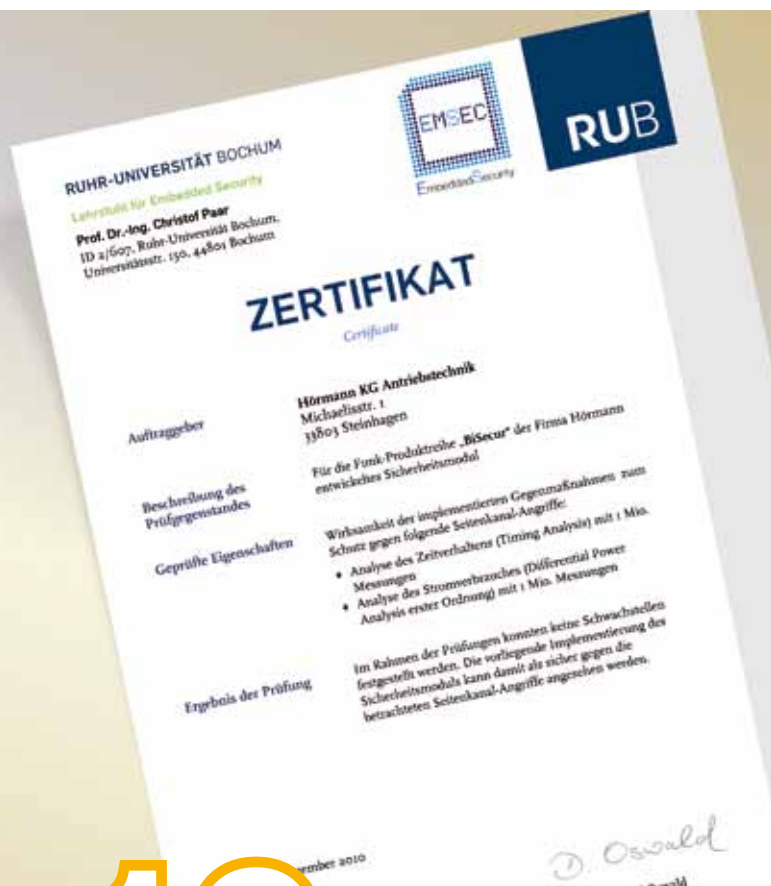 RUHR-UNIVERSITÄT BOCHUM
Lehrstuhl für Embedded Security
Prof. Dr.-Ing. Christof Paar
ID 2/607, Ruhr-Universität Bochum,
Universitätsstr. 150, 44801 Bochum
EMSEC
Embedded Security
RUB
ZERTIFIKAT
Certificate
Auftraggeber
Hörmann KG Antriebstechnik
Michaelisstr. 1
33803 Steinhagen
Beschreibung des
Prüfgegenstandes
Für die Funk-Produktreihe „BiSecur“ der Firma Hörmann
entwickeltes Sicherheitsmodul
Geprüfte Eigenschaften
Wirksamkeit der implementierten Gegenmaßnahmen zum
Schutz gegen folgende Seitenkanal-Angriffe:
• Analyse des Zeitverhaltens (Timing Analysis) mit 1 Mio.
Messungen
• Analyse des Stromverbrauches (Differential Power
Analysis erster Ordnung) mit 1 Mio. Messungen
Ergebnis der Prüfung
Im Rahmen der Prüfungen konnten keine Schwachstellen
festgestellt werden. Die vorliegende Implementierung des
Sicherheitsmoduls kann damit als sicher gegen die
betrachteten Seitenkanal-Angriffe angesehen werden.
2010
D. Oswald